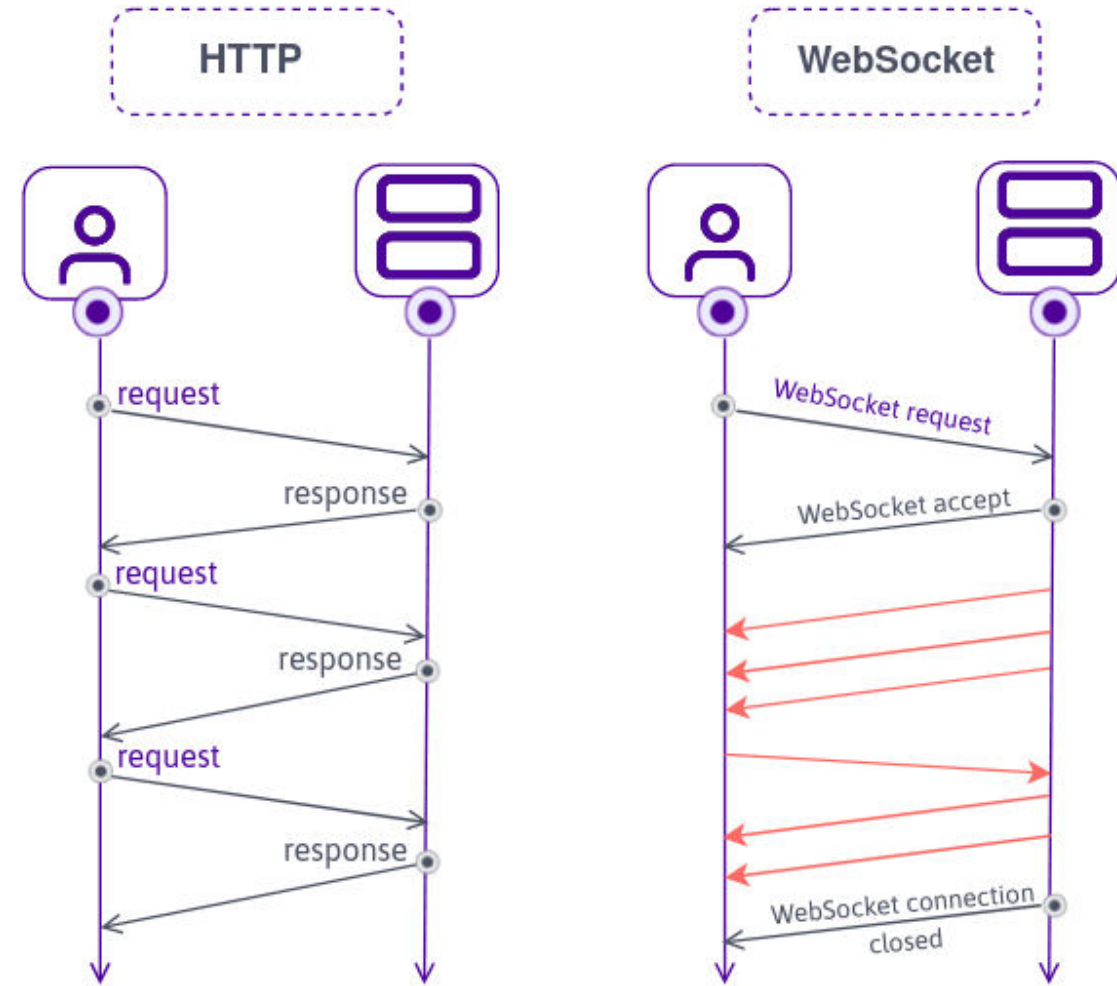 HTTP
WebSocket
request
response
request
response
request
response
WebSocket request
WebSocket accept
WebSocket connection
closed